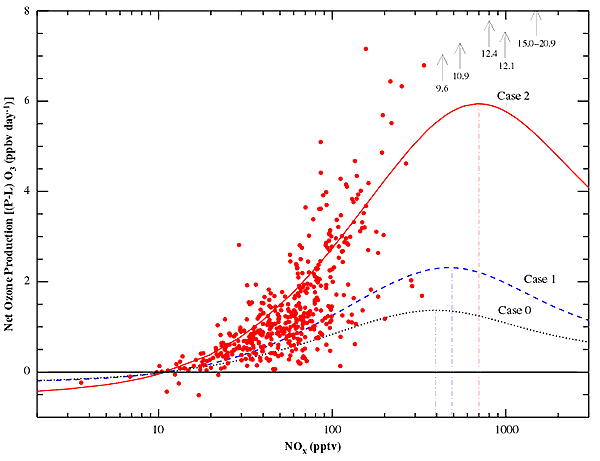 8
6
4
2
0
10
100
1000
Net Ozone Production [(P-L) O3 (ppbv day-1)]
NOx (pptv)
9.6
10.9
12.4
12.1
15.0–20.9
Case 2
Case 1
Case 0